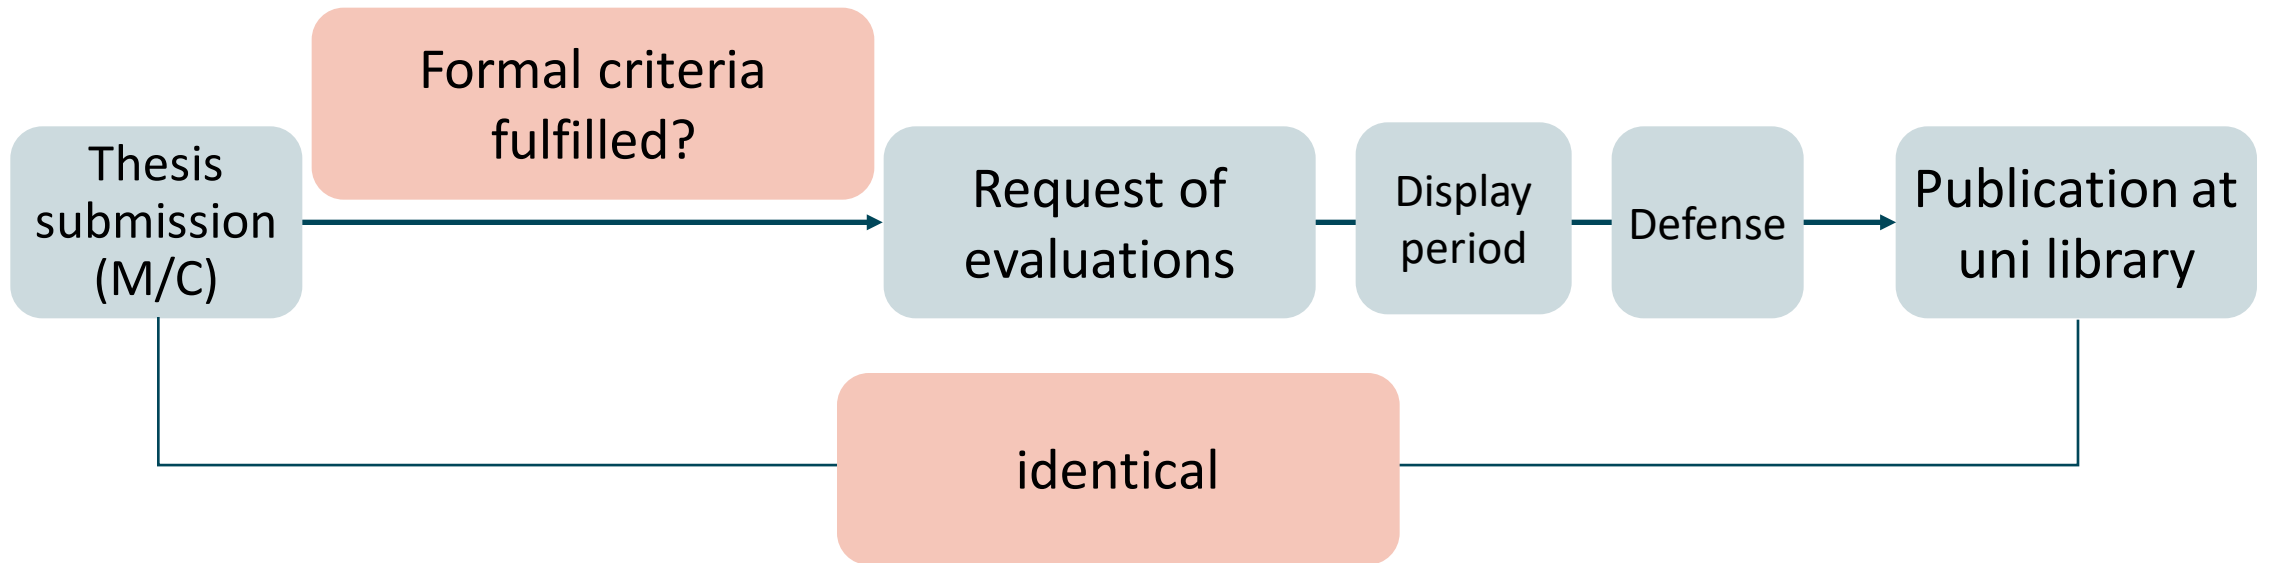 Formal criteria
fulfilled?
Thesis
submission
(M/C)
Request of
evaluations
Display
period
Defense
Publication at
uni library
identical